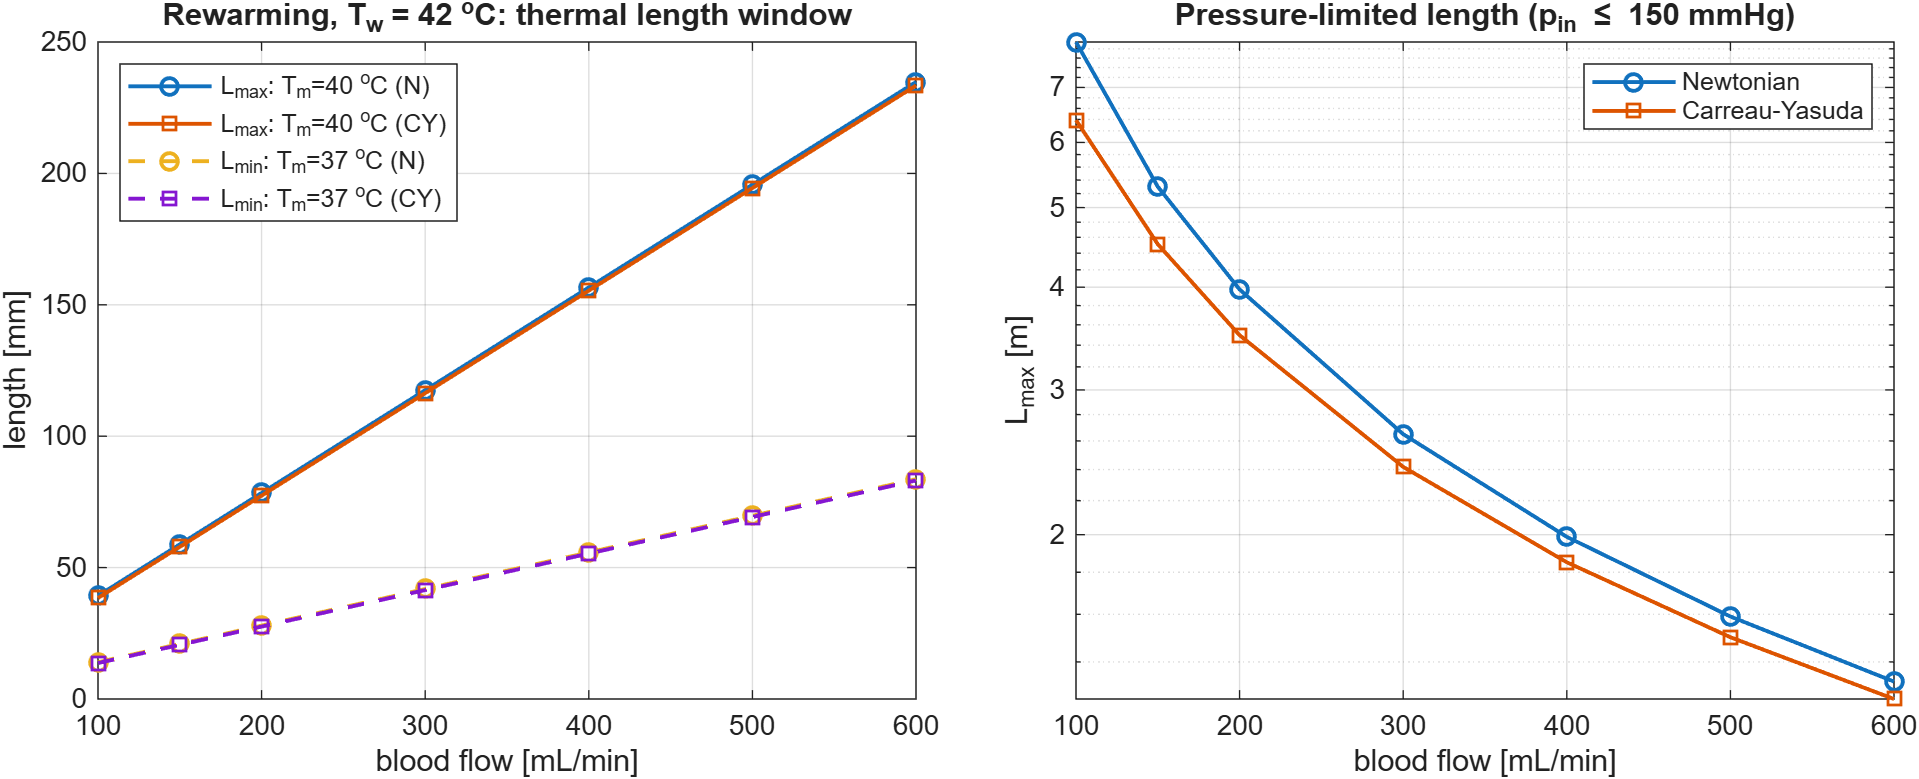 Rewarming, Tw = 42 °C: thermal length window
250
200
150
100
50
0
length [mm]
Lmax: Tm=40 °C (N)
Lmax: Tm=40 °C (CY)
Lmin: Tm=37 °C (N)
Lmin: Tm=37 °C (CY)
100 200 300 400 500 600
blood flow [mL/min]
Pressure-limited length (pin ≤ 150 mmHg)
7
6
5
4
3
2
Lmax [m]
Newtonian
Carreau-Yasuda
100 200 300 400 500 600
blood flow [mL/min]